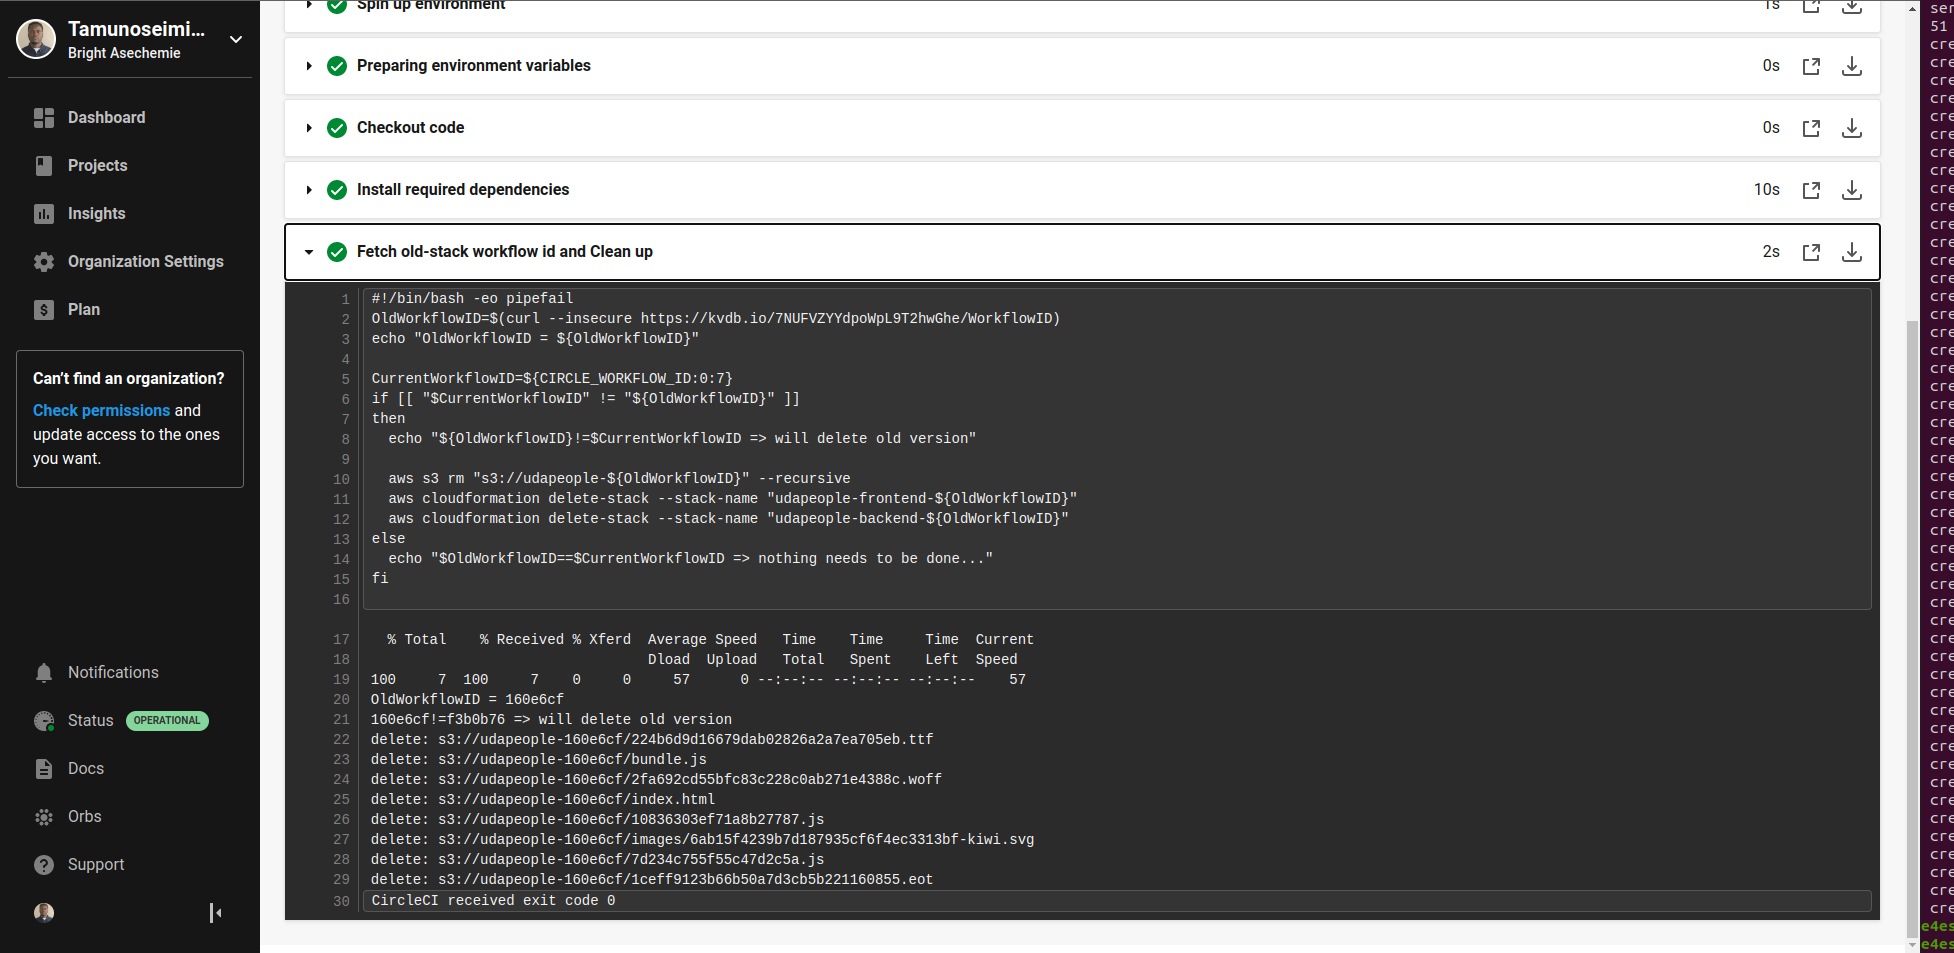 Tamunoseimi...
Bright Asechemie
Dashboard
Projects
Insights
Organization Settings
Plan
Can't find an organization?
Check permissions and
update access to the ones
you want.
Notifications
Status OPERATIONAL
Docs
Orbs
Support
Spin up environment 1s
Preparing environment variables 0s
Checkout code 0s
Install required dependencies 10s
Fetch old-stack workflow id and Clean up 2s
1 #!/bin/bash -eo pipefail
2 OldWorkflowID=$(curl --insecure https://kvdb.io/7NUFVZYYdpoWpL9T2hwGhe/WorkflowID)
3 echo "OldWorkflowID = ${OldWorkflowID}"
4
5 CurrentWorkflowID=${CIRCLE_WORKFLOW_ID:0:7}
6 if [[ "$CurrentWorkflowID" != "${OldWorkflowID}" ]]
7 then
8   echo "${OldWorkflowID}!=$CurrentWorkflowID => will delete old version"
9
10   aws s3 rm "s3://udapeople-${OldWorkflowID}" --recursive
11   aws cloudformation delete-stack --stack-name "udapeople-frontend-${OldWorkflowID}"
12   aws cloudformation delete-stack --stack-name "udapeople-backend-${OldWorkflowID}"
13 else
14   echo "$OldWorkflowID==$CurrentWorkflowID => nothing needs to be done..."
15 fi
16
17   % Total    % Received % Xferd  Average Speed   Time    Time     Time  Current
18                                  Dload  Upload   Total   Spent    Left  Speed
19 100     7  100     7    0     0     57      0 --:--:-- --:--:-- --:--:--    57
20 OldWorkflowID = 160e6cf
21 160e6cf!=f3b0b76 => will delete old version
22 delete: s3://udapeople-160e6cf/224b6d9d16679dab02826a2a7ea705eb.ttf
23 delete: s3://udapeople-160e6cf/bundle.js
24 delete: s3://udapeople-160e6cf/2fa692cd55bfc83c228c0ab271e4388c.woff
25 delete: s3://udapeople-160e6cf/index.html
26 delete: s3://udapeople-160e6cf/10836303ef71a8b27787.js
27 delete: s3://udapeople-160e6cf/images/6ab15f4239b7d187935cf6f4ec3313bf-kiwi.svg
28 delete: s3://udapeople-160e6cf/7d234c755f55c47d2c5a.js
29 delete: s3://udapeople-160e6cf/1ceff9123b66b50a7d3cb5b221160855.eot
30 CircleCI received exit code 0